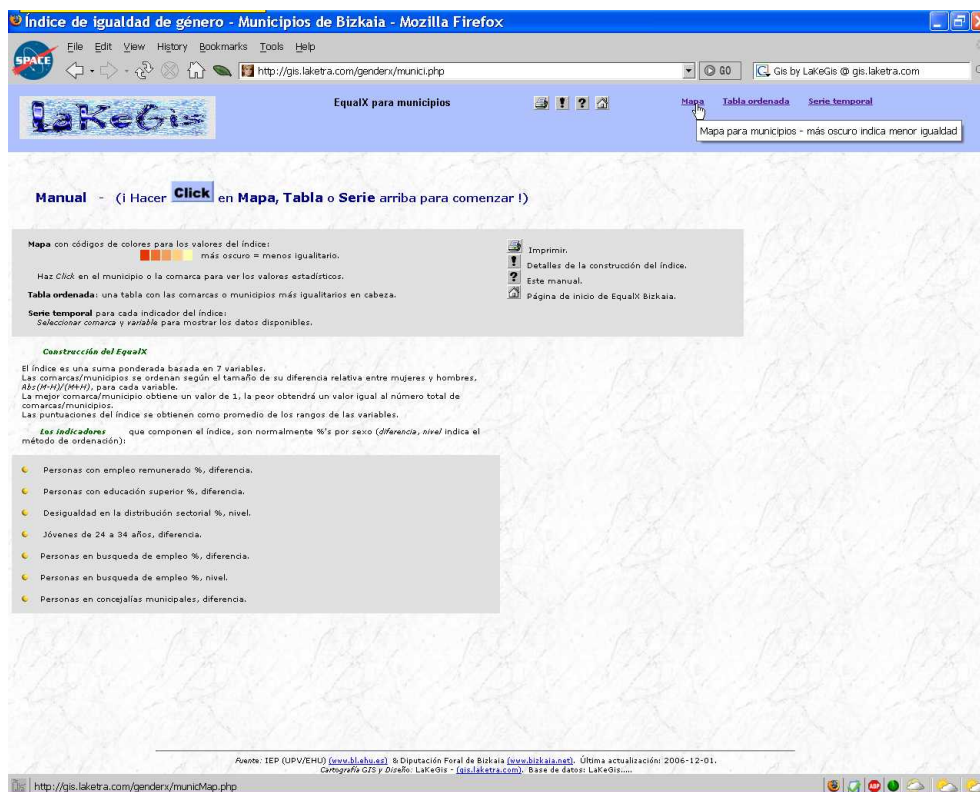 Índice de igualdad de género - Municipios de Bizkaia - Mozilla Firefox
SPACE
File Edit View History Bookmarks Tools Help
http://gis.laketra.com/genderx/munici.php
GO
Gis by LaKeGis @ gis.laketra.com
LaKeGis
EqualX para municipios
Mapa Tabla ordenada Serie temporal
Mapa para municipios - más oscuro indica menor igualdad
Manual - (¡ Hacer Click en Mapa, Tabla o Serie arriba para comenzar !)
Mapa con códigos de colores para los valores del índice:
más oscuro = menos igualitario.
Haz Click en el municipio o la comarca para ver los valores estadísticos.
Tabla ordenada: una tabla con las comarcas o municipios más igualitarios en cabeza.
Serie temporal para cada indicador del índice:
Seleccionar comarca y variable para mostrar los datos disponibles.
Imprimir.
! Detalles de la construcción del índice.
? Este manual.
Página de inicio de EqualX Bizkaia.
Construcción del EqualX
El índice es una suma ponderada basada en 7 variables.
Las comarcas/municipios se ordenan según el tamaño de su diferencia relativa entre mujeres y hombres,
Abs(M-H)/(M+H), para cada variable.
La mejor comarca/municipio obtiene un valor de 1, la peor obtendrá un valor igual al número total de
comarcas/municipios.
Las puntuaciones del índice se obtienen como promedio de los rangos de las variables.
Los indicadores que componen el índice, son normalmente %'s por sexo (diferencia, nivel indica el
método de ordenación):
Personas con empleo remunerado %, diferencia.
Personas con educación superior %, diferencia.
Desigualdad en la distribución sectorial %, nivel.
Jóvenes de 24 a 34 años, diferencia.
Personas en busqueda de empleo %, diferencia.
Personas en busqueda de empleo %, nivel.
Personas en concejalías municipales, diferencia.
Fuente: IEP (UPV/EHU) (www.bl.ehu.es) & Diputación Foral de Bizkaia (www.bizkaia.net). Última actualización: 2006-12-01.
Cartografía GIS y Diseño: LaKeGis - (gis.laketra.com). Base de datos: LaKeGis.....
http://gis.laketra.com/genderx/municMap.php
ABP